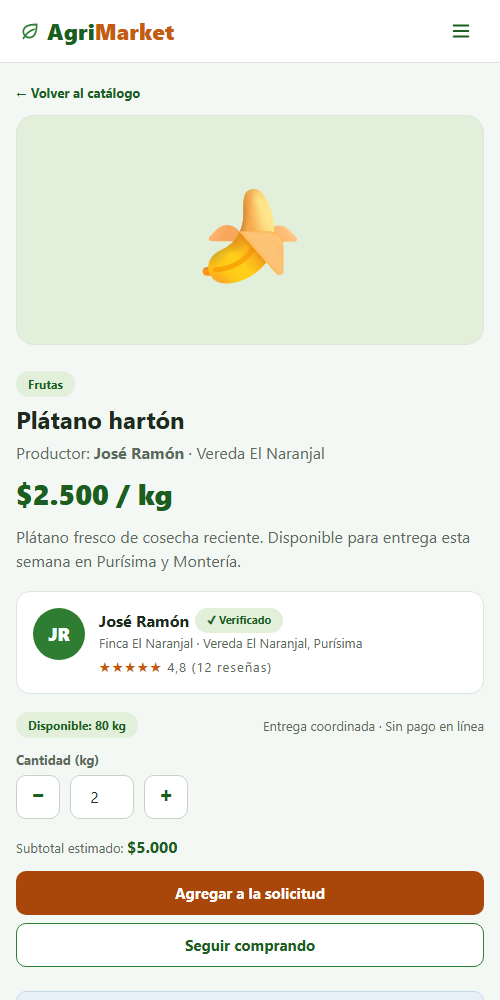 AgriMarket
← Volver al catálogo
Frutas
Plátano hartón
Productor: José Ramón · Vereda El Naranjal
$2.500 / kg
Plátano fresco de cosecha reciente. Disponible para entrega esta
semana en Purísima y Montería.
JR
José Ramón ✓ Verificado
Finca El Naranjal · Vereda El Naranjal, Purísima
★★★★★ 4,8 (12 reseñas)
Disponible: 80 kg
Entrega coordinada · Sin pago en línea
Cantidad (kg)
− 2 +
Subtotal estimado: $5.000
Agregar a la solicitud
Seguir comprando